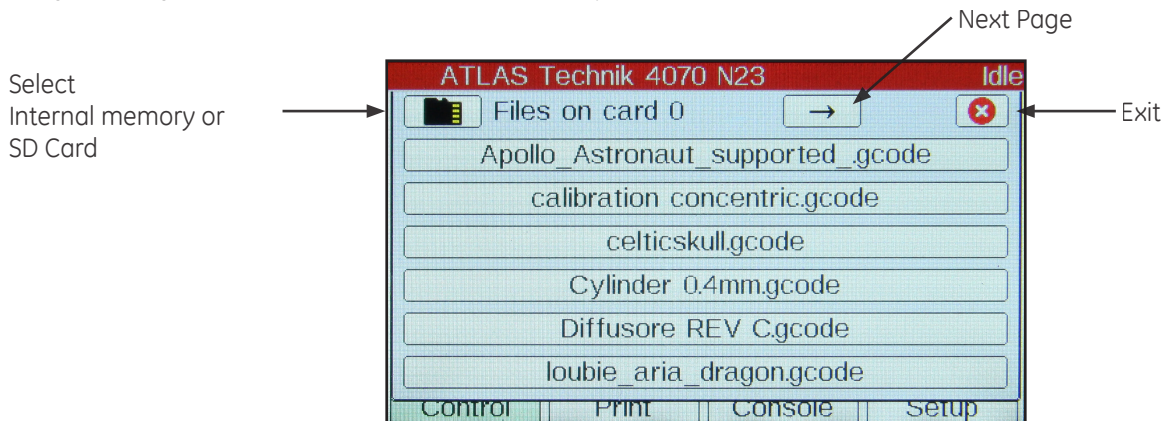 Next Page
Select
Internal memory or
SD Card
Exit
ATLAS Technik 4070 N23 Idle
Files on card 0 →
Apollo_Astronaut_supported_.gcode
calibration concentric.gcode
celticskull.gcode
Cylinder 0.4mm.gcode
Diffusore REV C.gcode
loubie_aria_dragon.gcode
Control Print Console Setup